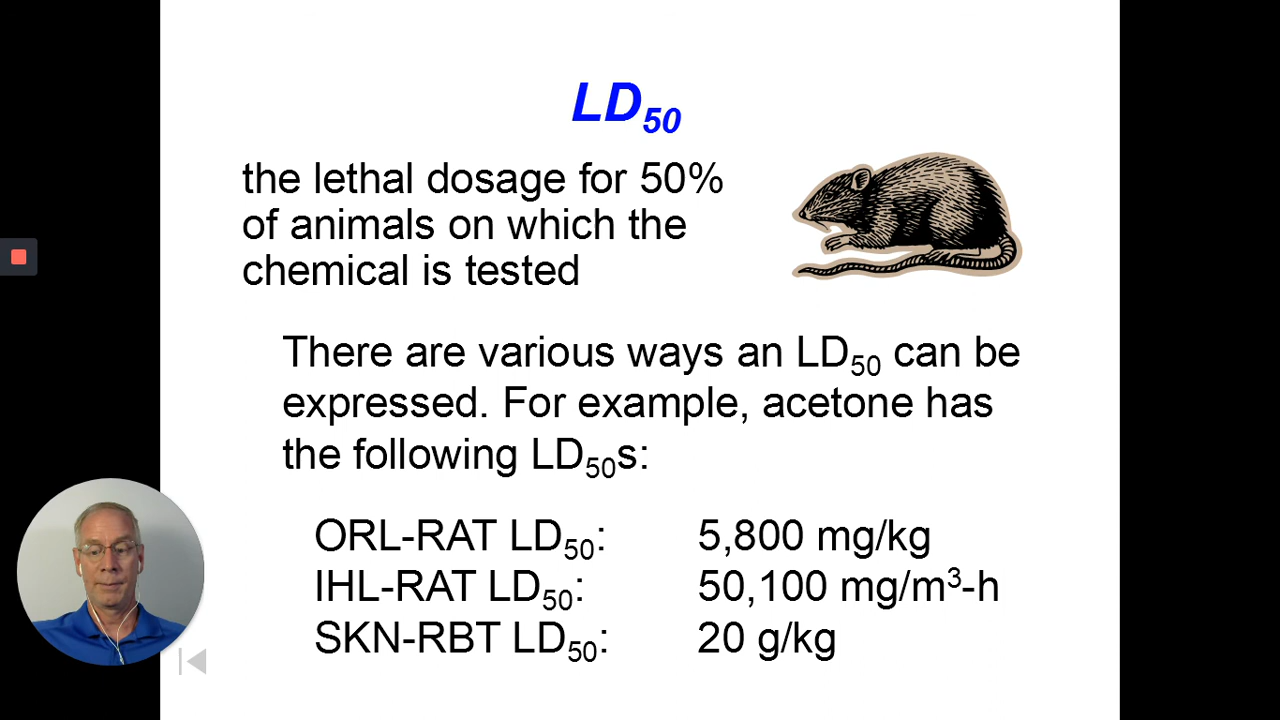 LD50
the lethal dosage for 50%
of animals on which the
chemical is tested
There are various ways an LD50 can be
expressed. For example, acetone has
the following LD50s:
ORL-RAT LD50: 5,800 mg/kg
IHL-RAT LD50: 50,100 mg/m³-h
SKN-RBT LD50: 20 g/kg